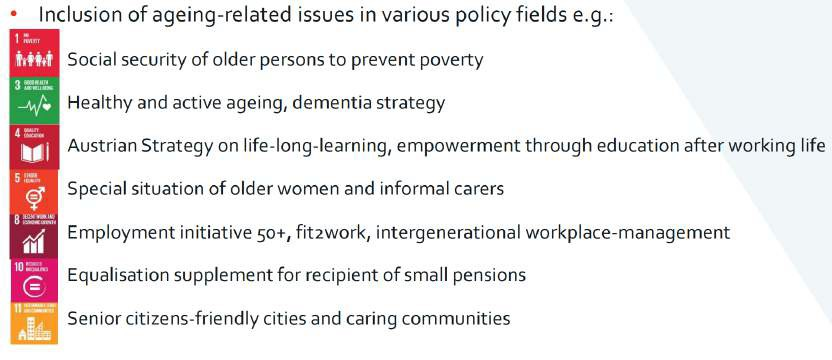 • Inclusion of ageing-related issues in various policy fields e.g.:
1 NO POVERTY
Social security of older persons to prevent poverty
3 GOOD HEALTH AND WELL-BEING
Healthy and active ageing, dementia strategy
4 QUALITY EDUCATION
Austrian Strategy on life-long-learning, empowerment through education after working life
5 GENDER EQUALITY
Special situation of older women and informal carers
8 DECENT WORK AND ECONOMIC GROWTH
Employment initiative 50+, fit2work, intergenerational workplace-management
10 REDUCED INEQUALITIES
Equalisation supplement for recipient of small pensions
11 SUSTAINABLE CITIES AND COMMUNITIES
Senior citizens-friendly cities and caring communities